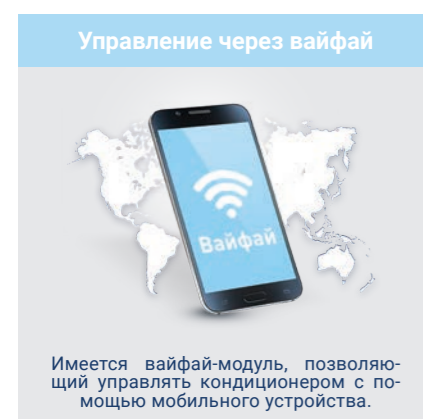 Управление через вайфай
Вайфай
Имеется вайфай-модуль, позволяю-
щий управлять кондиционером с по-
мощью мобильного устройства.